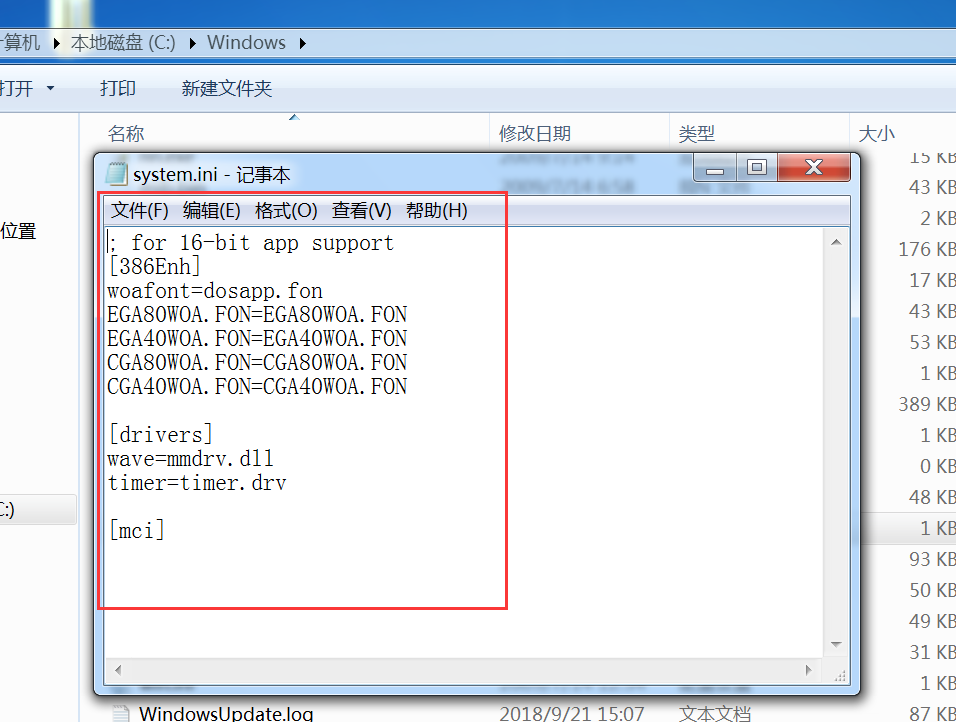 算机 ▸ 本地磁盘 (C:) ▸ Windows ▸
打开 打印 新建文件夹
名称 修改日期 类型 大小
15 KB
system.ini - 记事本
43 KB
位置
文件(F) 编辑(E) 格式(O) 查看(V) 帮助(H)
2 KB
; for 16-bit app support
176 KB
[386Enh]
17 KB
woafont=dosapp.fon
43 KB
EGA80WOA.FON=EGA80WOA.FON
EGA40WOA.FON=EGA40WOA.FON
53 KB
CGA80WOA.FON=CGA80WOA.FON
1 KB
CGA40WOA.FON=CGA40WOA.FON
389 KB
[drivers]
1 KB
wave=mmdrv.dll
0 KB
timer=timer.drv
48 KB
C:)
[mci]
1 KB
93 KB
50 KB
49 KB
31 KB
1 KB
WindowsUpdate.log 2018/9/21 15:07 文本文档 87 KB